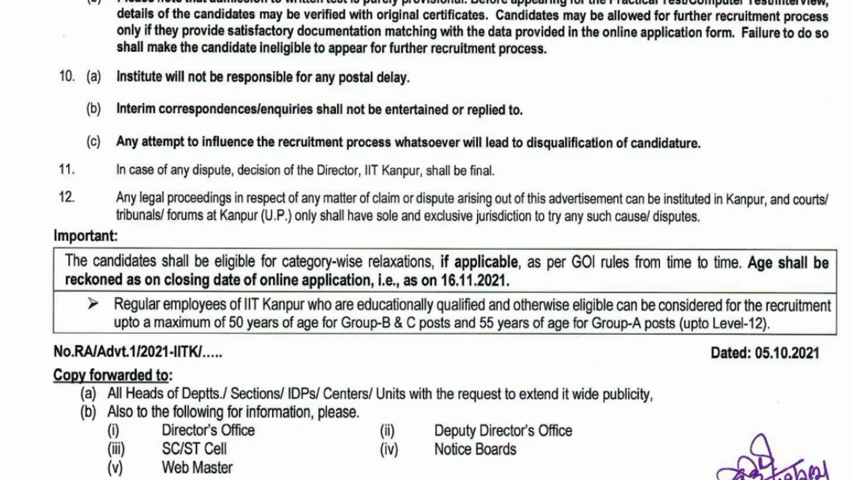 details of the candidates may be verified with original certificates. Candidates may be allowed for further recruitment process
only if they provide satisfactory documentation matching with the data provided in the online application form. Failure to do so
shall make the candidate ineligible to appear for further recruitment process.
10. (a) Institute will not be responsible for any postal delay.
(b) Interim correspondences/enquiries shall not be entertained or replied to.
(c) Any attempt to influence the recruitment process whatsoever will lead to disqualification of candidature.
11. In case of any dispute, decision of the Director, IIT Kanpur, shall be final.
12. Any legal proceedings in respect of any matter of claim or dispute arising out of this advertisement can be instituted in Kanpur, and courts/
tribunals/ forums at Kanpur (U.P.) only shall have sole and exclusive jurisdiction to try any such cause/ disputes.
Important:
The candidates shall be eligible for category-wise relaxations, if applicable, as per GOI rules from time to time. Age shall be
reckoned as on closing date of online application, i.e., as on 16.11.2021.
➢ Regular employees of IIT Kanpur who are educationally qualified and otherwise eligible can be considered for the recruitment
upto a maximum of 50 years of age for Group-B & C posts and 55 years of age for Group-A posts (upto Level-12).
No.RA/Advt.1/2021-IITK/..... Dated: 05.10.2021
Copy forwarded to:
(a) All Heads of Deptts./ Sections/ IDPs/ Centers/ Units with the request to extend it wide publicity,
(b) Also to the following for information, please.
(i) Director's Office (ii) Deputy Director's Office
(iii) SC/ST Cell (iv) Notice Boards
(v) Web Master